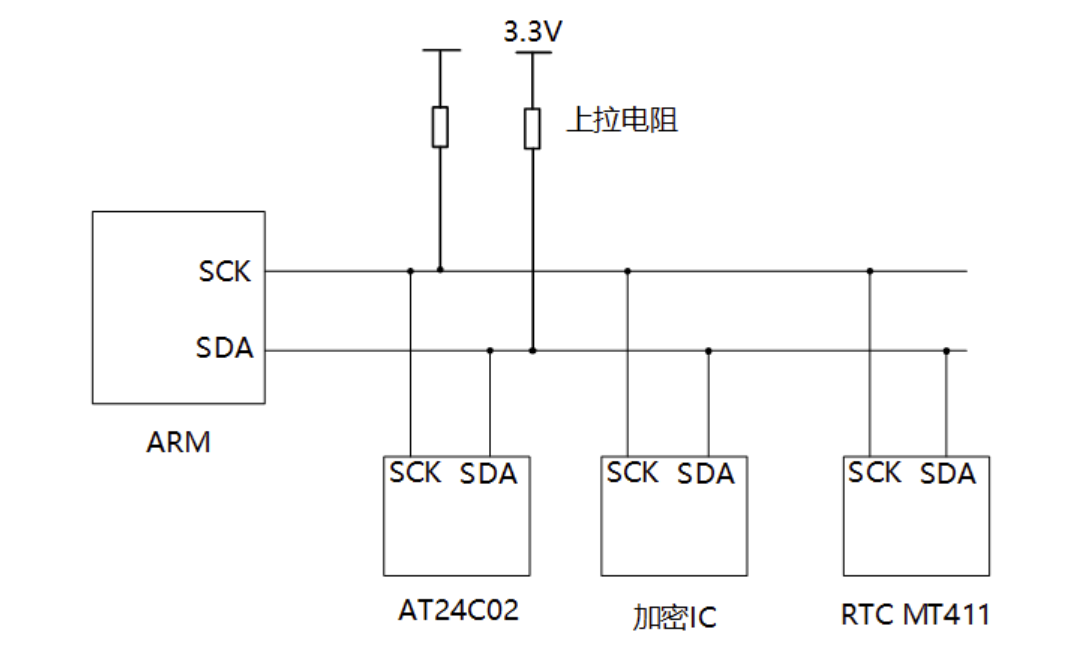 3.3V
上拉电阻
SCK
SDA
ARM
SCK SDA
SCK SDA
SCK SDA
AT24C02
加密IC
RTC MT411